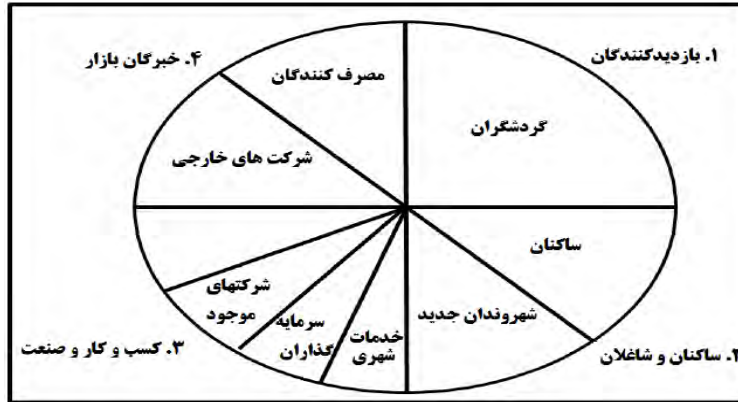 ۱. بازدیدکنندگان
گردشگران
ساکنان
شهروندان جدید
۲. ساکنان و شاغلان
خدمات
شهری
سرمایه
گذاران
شرکتهای
موجود
۳. کسب و کار و صنعت
شرکت های خارجی
مصرف کنندگان
۴. خبرگان بازار